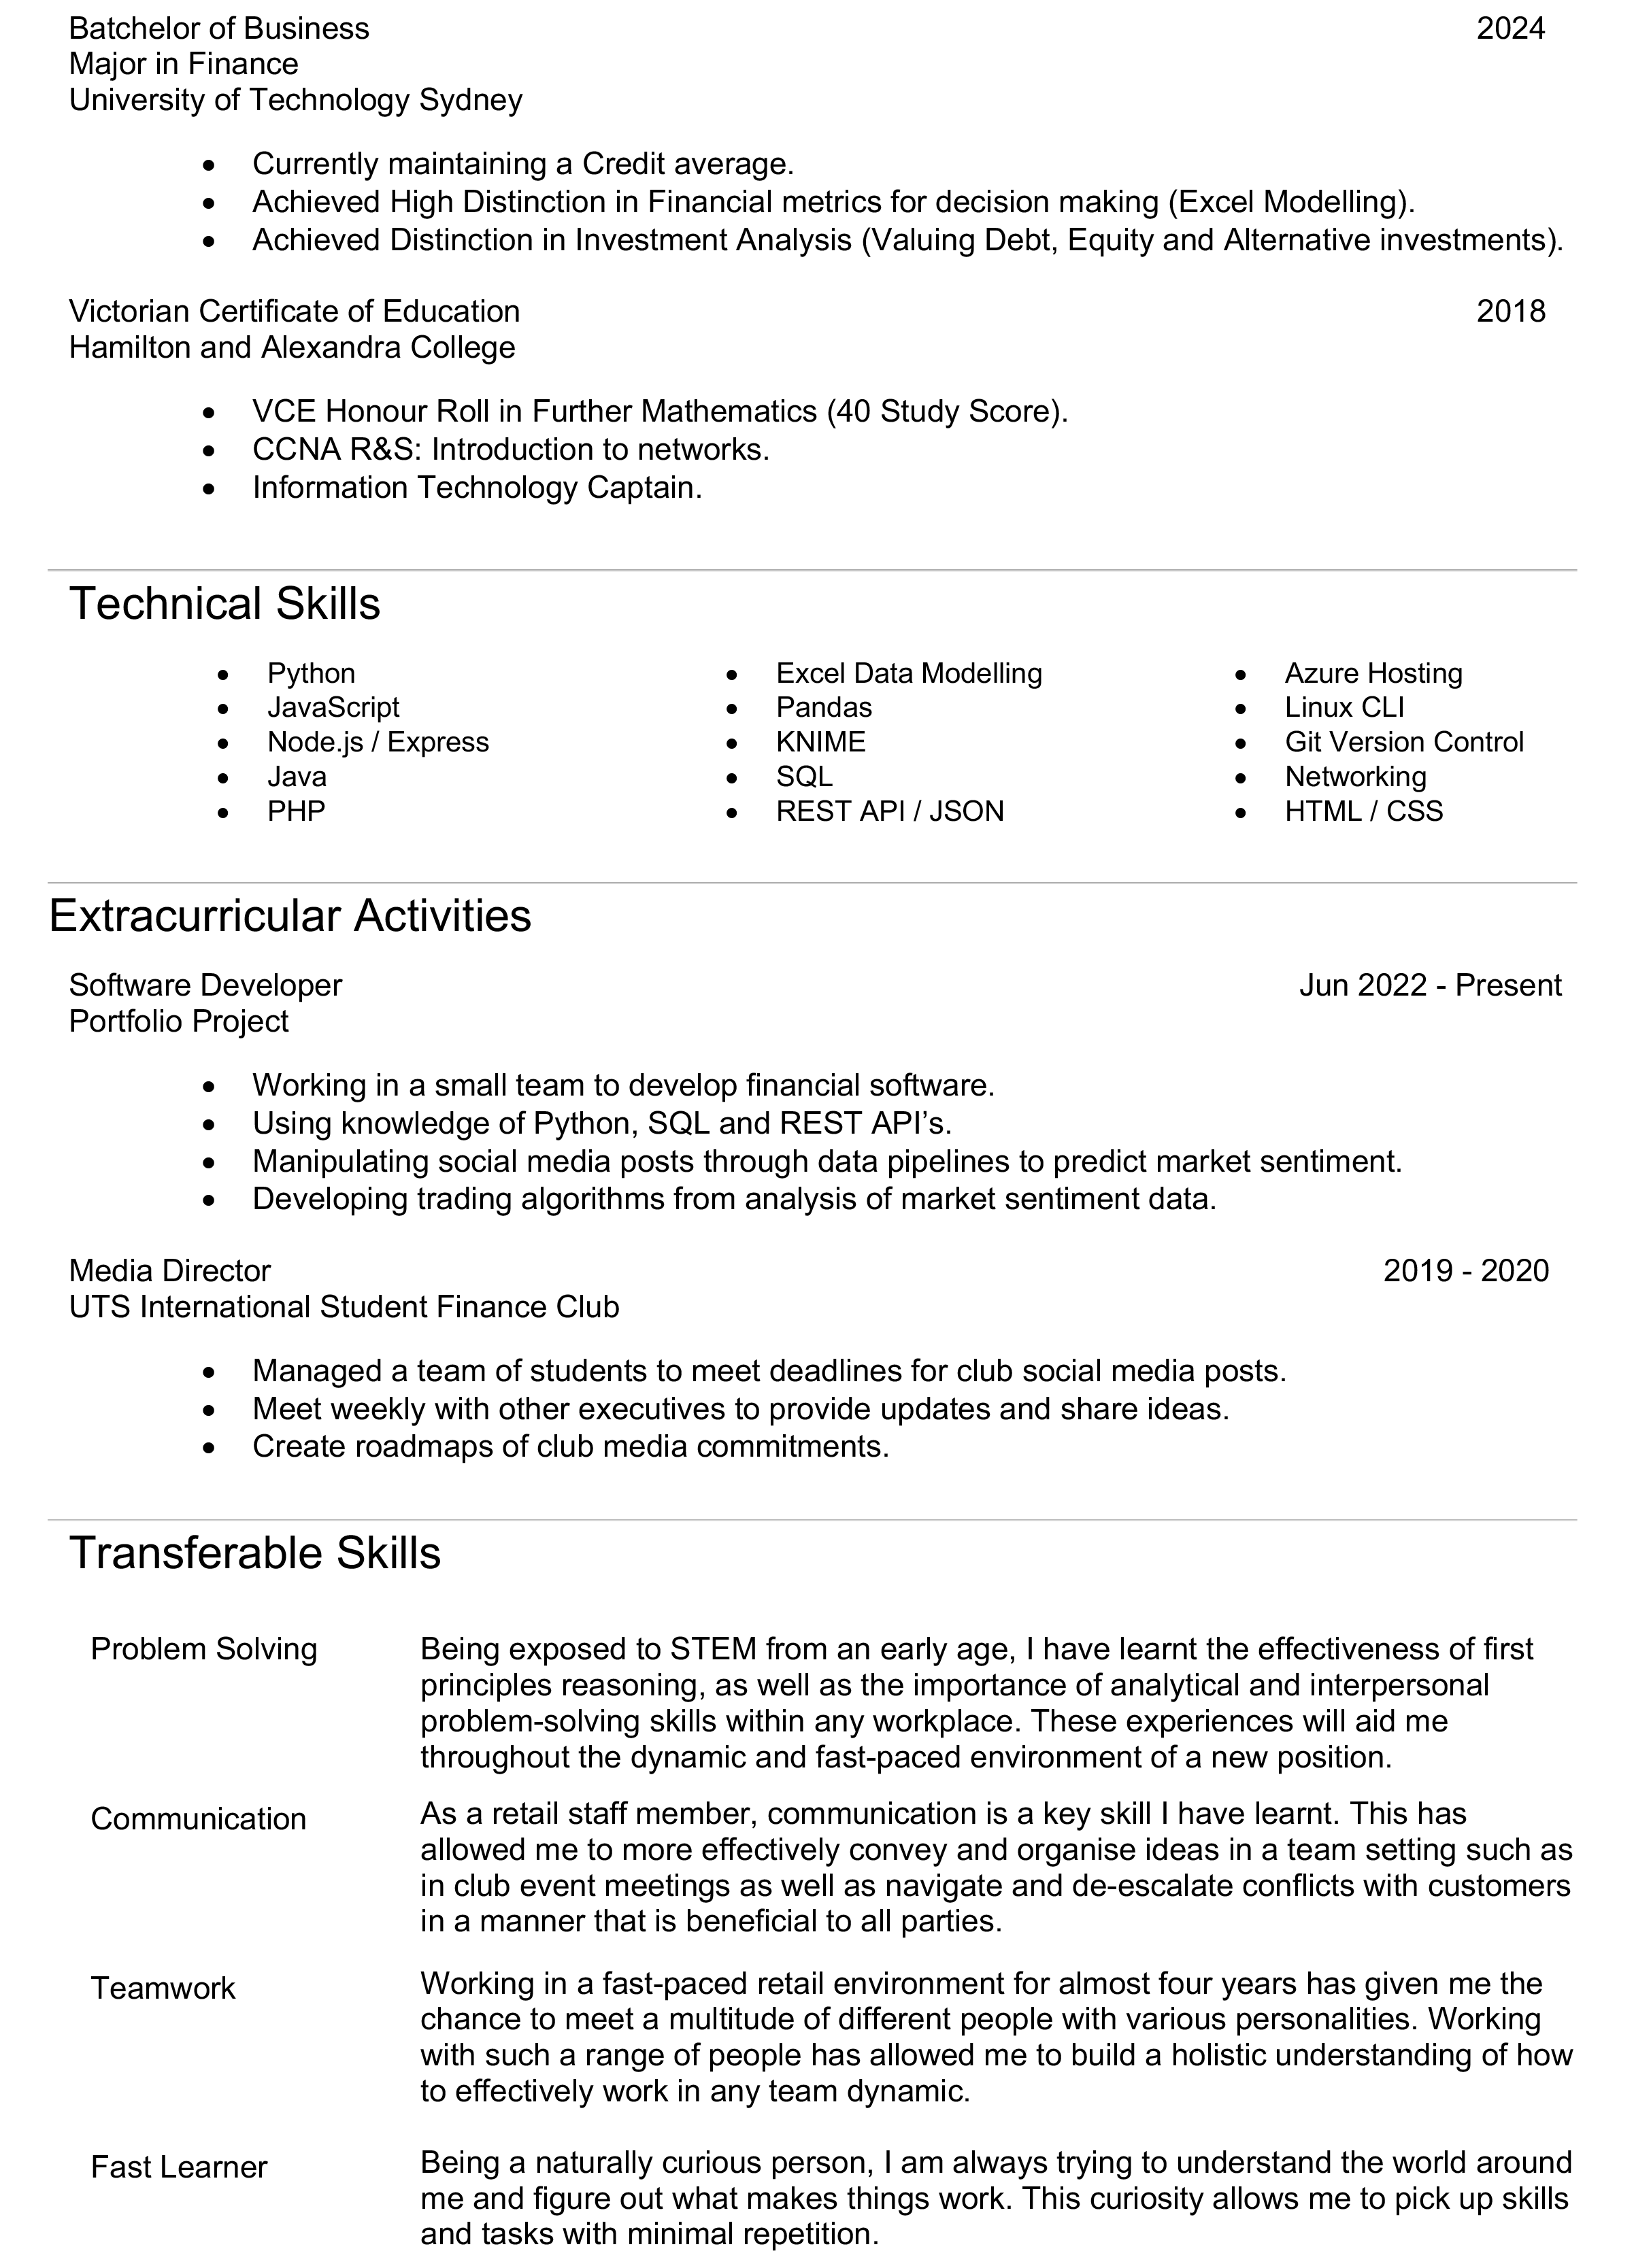 Batchelor of Business 2024
Major in Finance
University of Technology Sydney
• Currently maintaining a Credit average.
• Achieved High Distinction in Financial metrics for decision making (Excel Modelling).
• Achieved Distinction in Investment Analysis (Valuing Debt, Equity and Alternative investments).
Victorian Certificate of Education 2018
Hamilton and Alexandra College
• VCE Honour Roll in Further Mathematics (40 Study Score).
• CCNA R&S: Introduction to networks.
• Information Technology Captain.
Technical Skills
• Python • Excel Data Modelling • Azure Hosting
• JavaScript • Pandas • Linux CLI
• Node.js / Express • KNIME • Git Version Control
• Java • SQL • Networking
• PHP • REST API / JSON • HTML / CSS
Extracurricular Activities
Software Developer Jun 2022 - Present
Portfolio Project
• Working in a small team to develop financial software.
• Using knowledge of Python, SQL and REST API’s.
• Manipulating social media posts through data pipelines to predict market sentiment.
• Developing trading algorithms from analysis of market sentiment data.
Media Director 2019 - 2020
UTS International Student Finance Club
• Managed a team of students to meet deadlines for club social media posts.
• Meet weekly with other executives to provide updates and share ideas.
• Create roadmaps of club media commitments.
Transferable Skills
Problem Solving Being exposed to STEM from an early age, I have learnt the effectiveness of first
principles reasoning, as well as the importance of analytical and interpersonal
problem-solving skills within any workplace. These experiences will aid me
throughout the dynamic and fast-paced environment of a new position.
Communication As a retail staff member, communication is a key skill I have learnt. This has
allowed me to more effectively convey and organise ideas in a team setting such as
in club event meetings as well as navigate and de-escalate conflicts with customers
in a manner that is beneficial to all parties.
Teamwork Working in a fast-paced retail environment for almost four years has given me the
chance to meet a multitude of different people with various personalities. Working
with such a range of people has allowed me to build a holistic understanding of how
to effectively work in any team dynamic.
Fast Learner Being a naturally curious person, I am always trying to understand the world around
me and figure out what makes things work. This curiosity allows me to pick up skills
and tasks with minimal repetition.